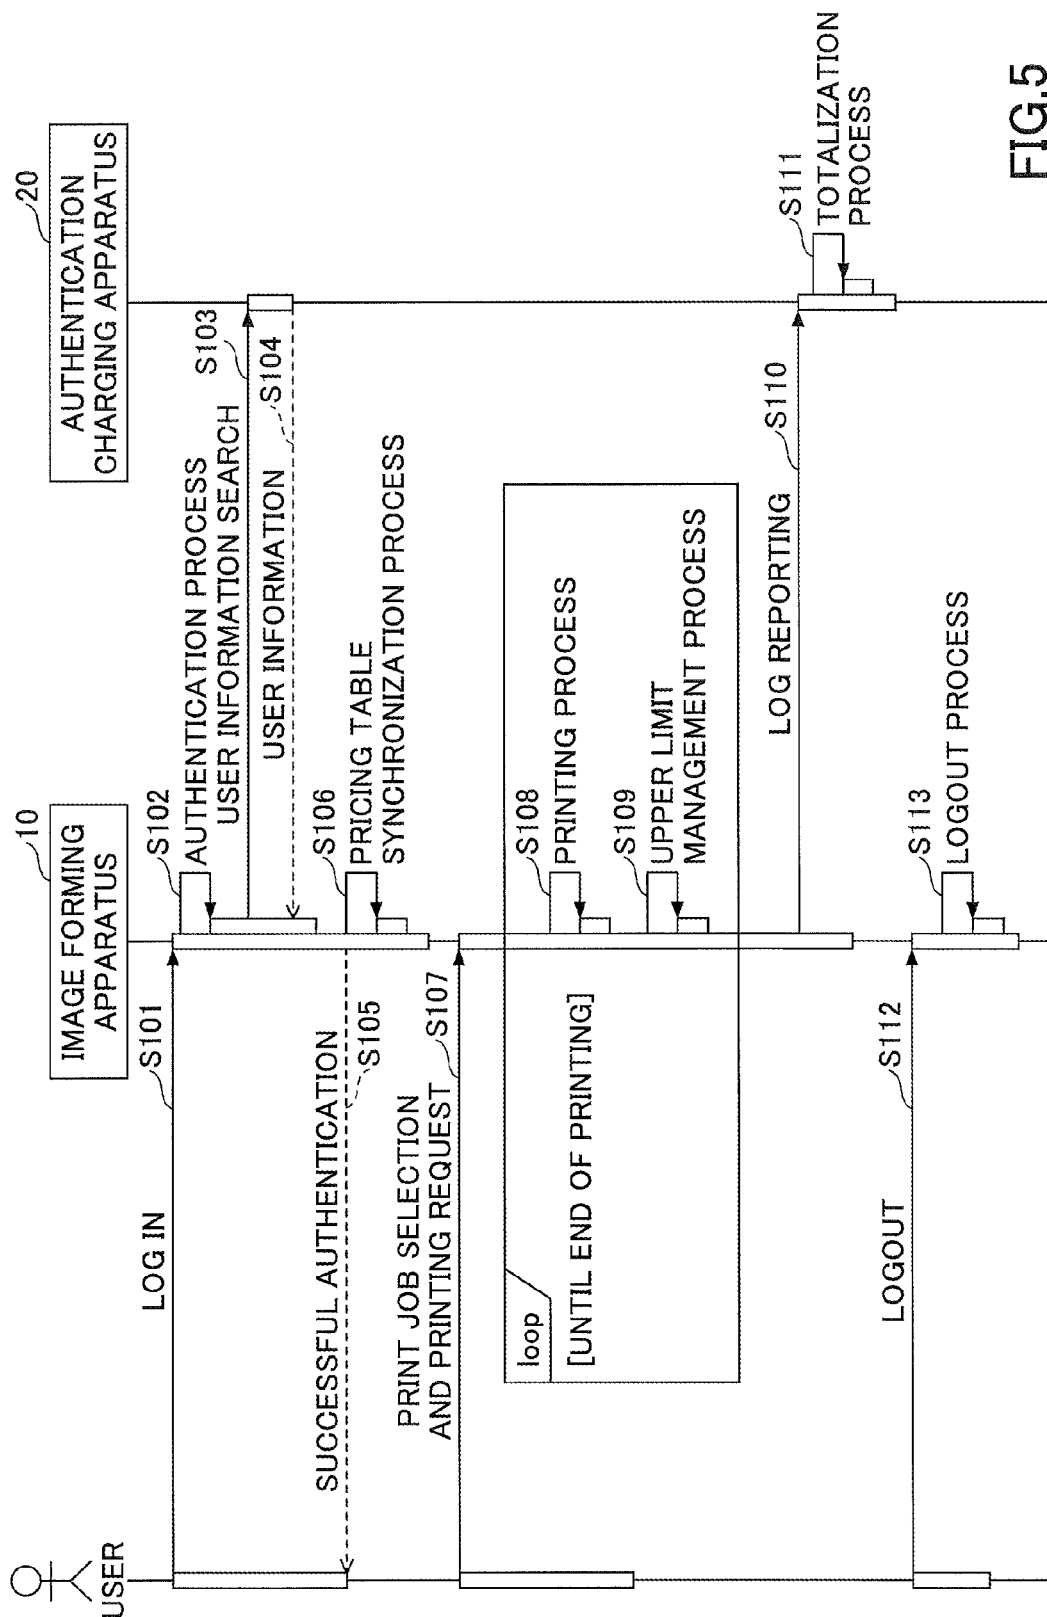 USER
10
IMAGE FORMING
APPARATUS
20
AUTHENTICATION
CHARGING APPARATUS
LOG IN
S101
S102
AUTHENTICATION PROCESS
USER INFORMATION SEARCH
S103
USER INFORMATION
S104
SUCCESSFUL AUTHENTICATION
S105
S106
PRICING TABLE
SYNCHRONIZATION PROCESS
PRINT JOB SELECTION
AND PRINTING REQUEST
S107
loop
[UNTIL END OF PRINTING]
S108
PRINTING PROCESS
S109
UPPER LIMIT
MANAGEMENT PROCESS
LOG REPORTING
S110
S111
TOTALIZATION
PROCESS
LOGOUT
S112
S113
LOGOUT PROCESS
FIG.5